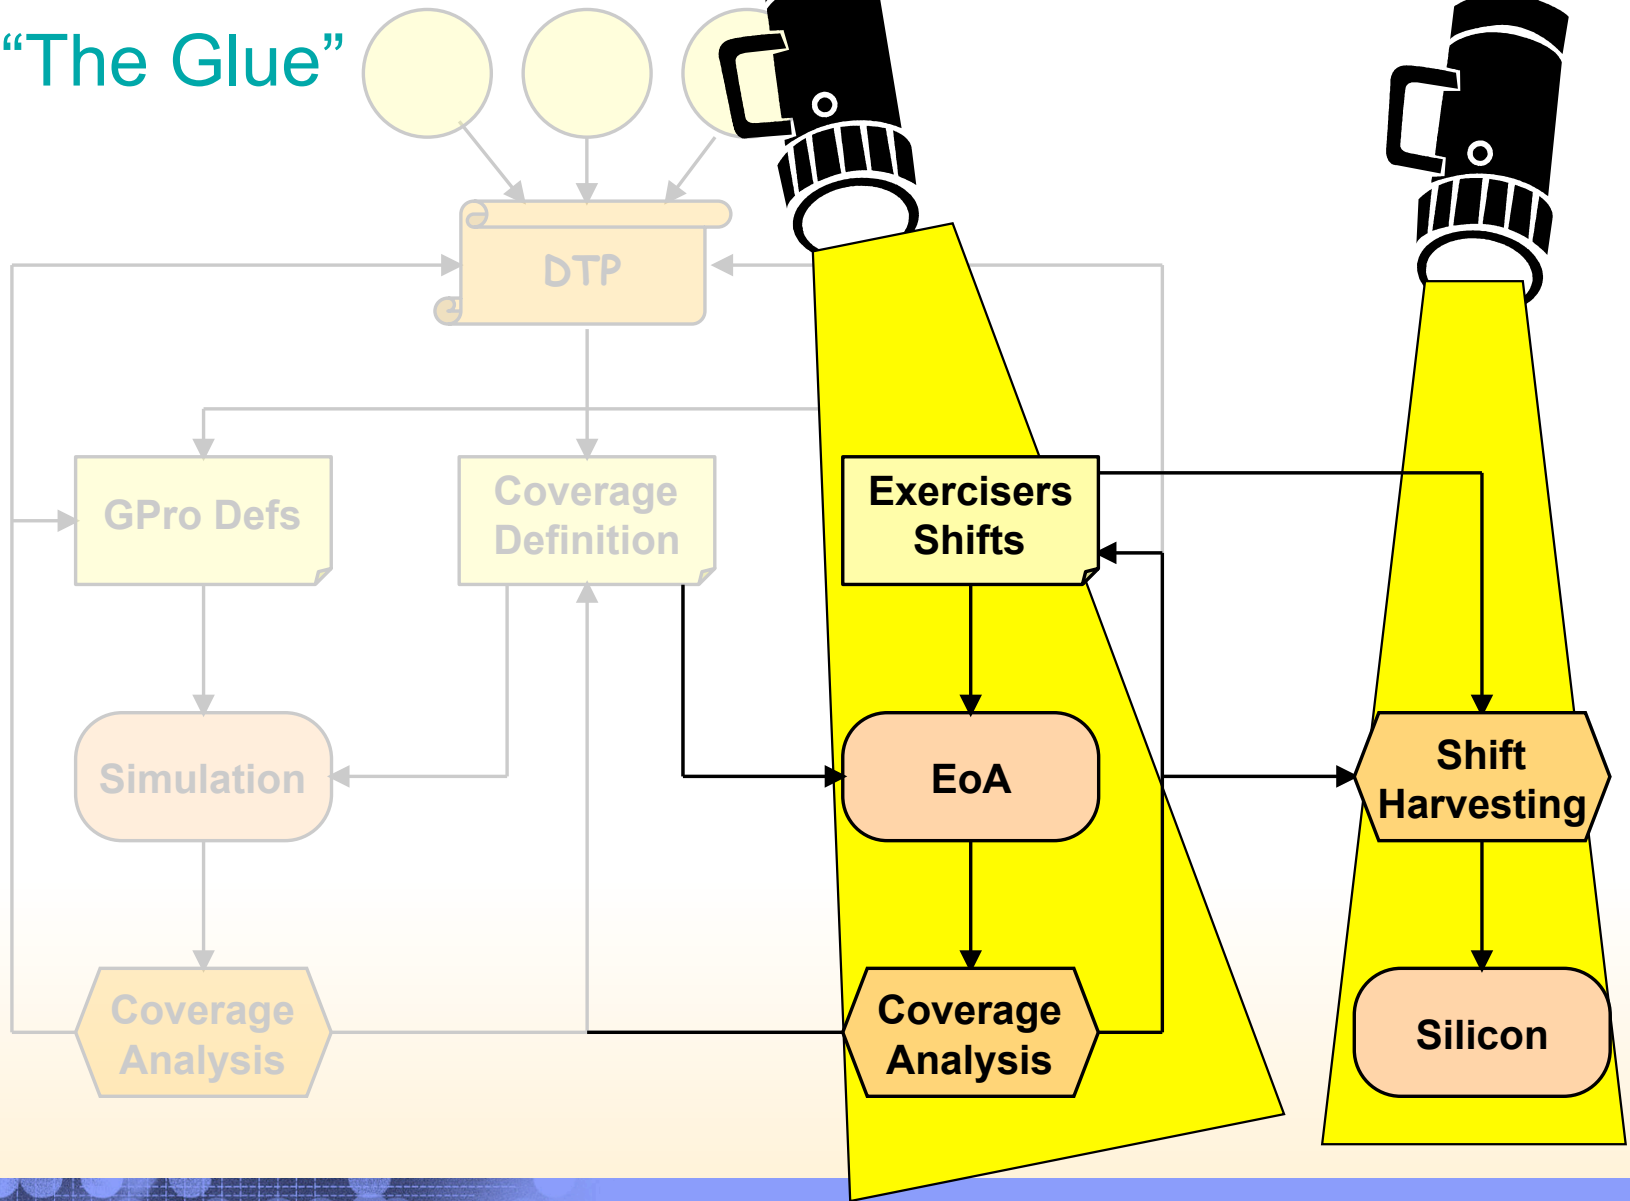 “The Glue”
DTP
GPro Defs
Coverage
Definition
Exercisers
Shifts
Simulation
EoA
Shift
Harvesting
Coverage
Analysis
Coverage
Analysis
Silicon